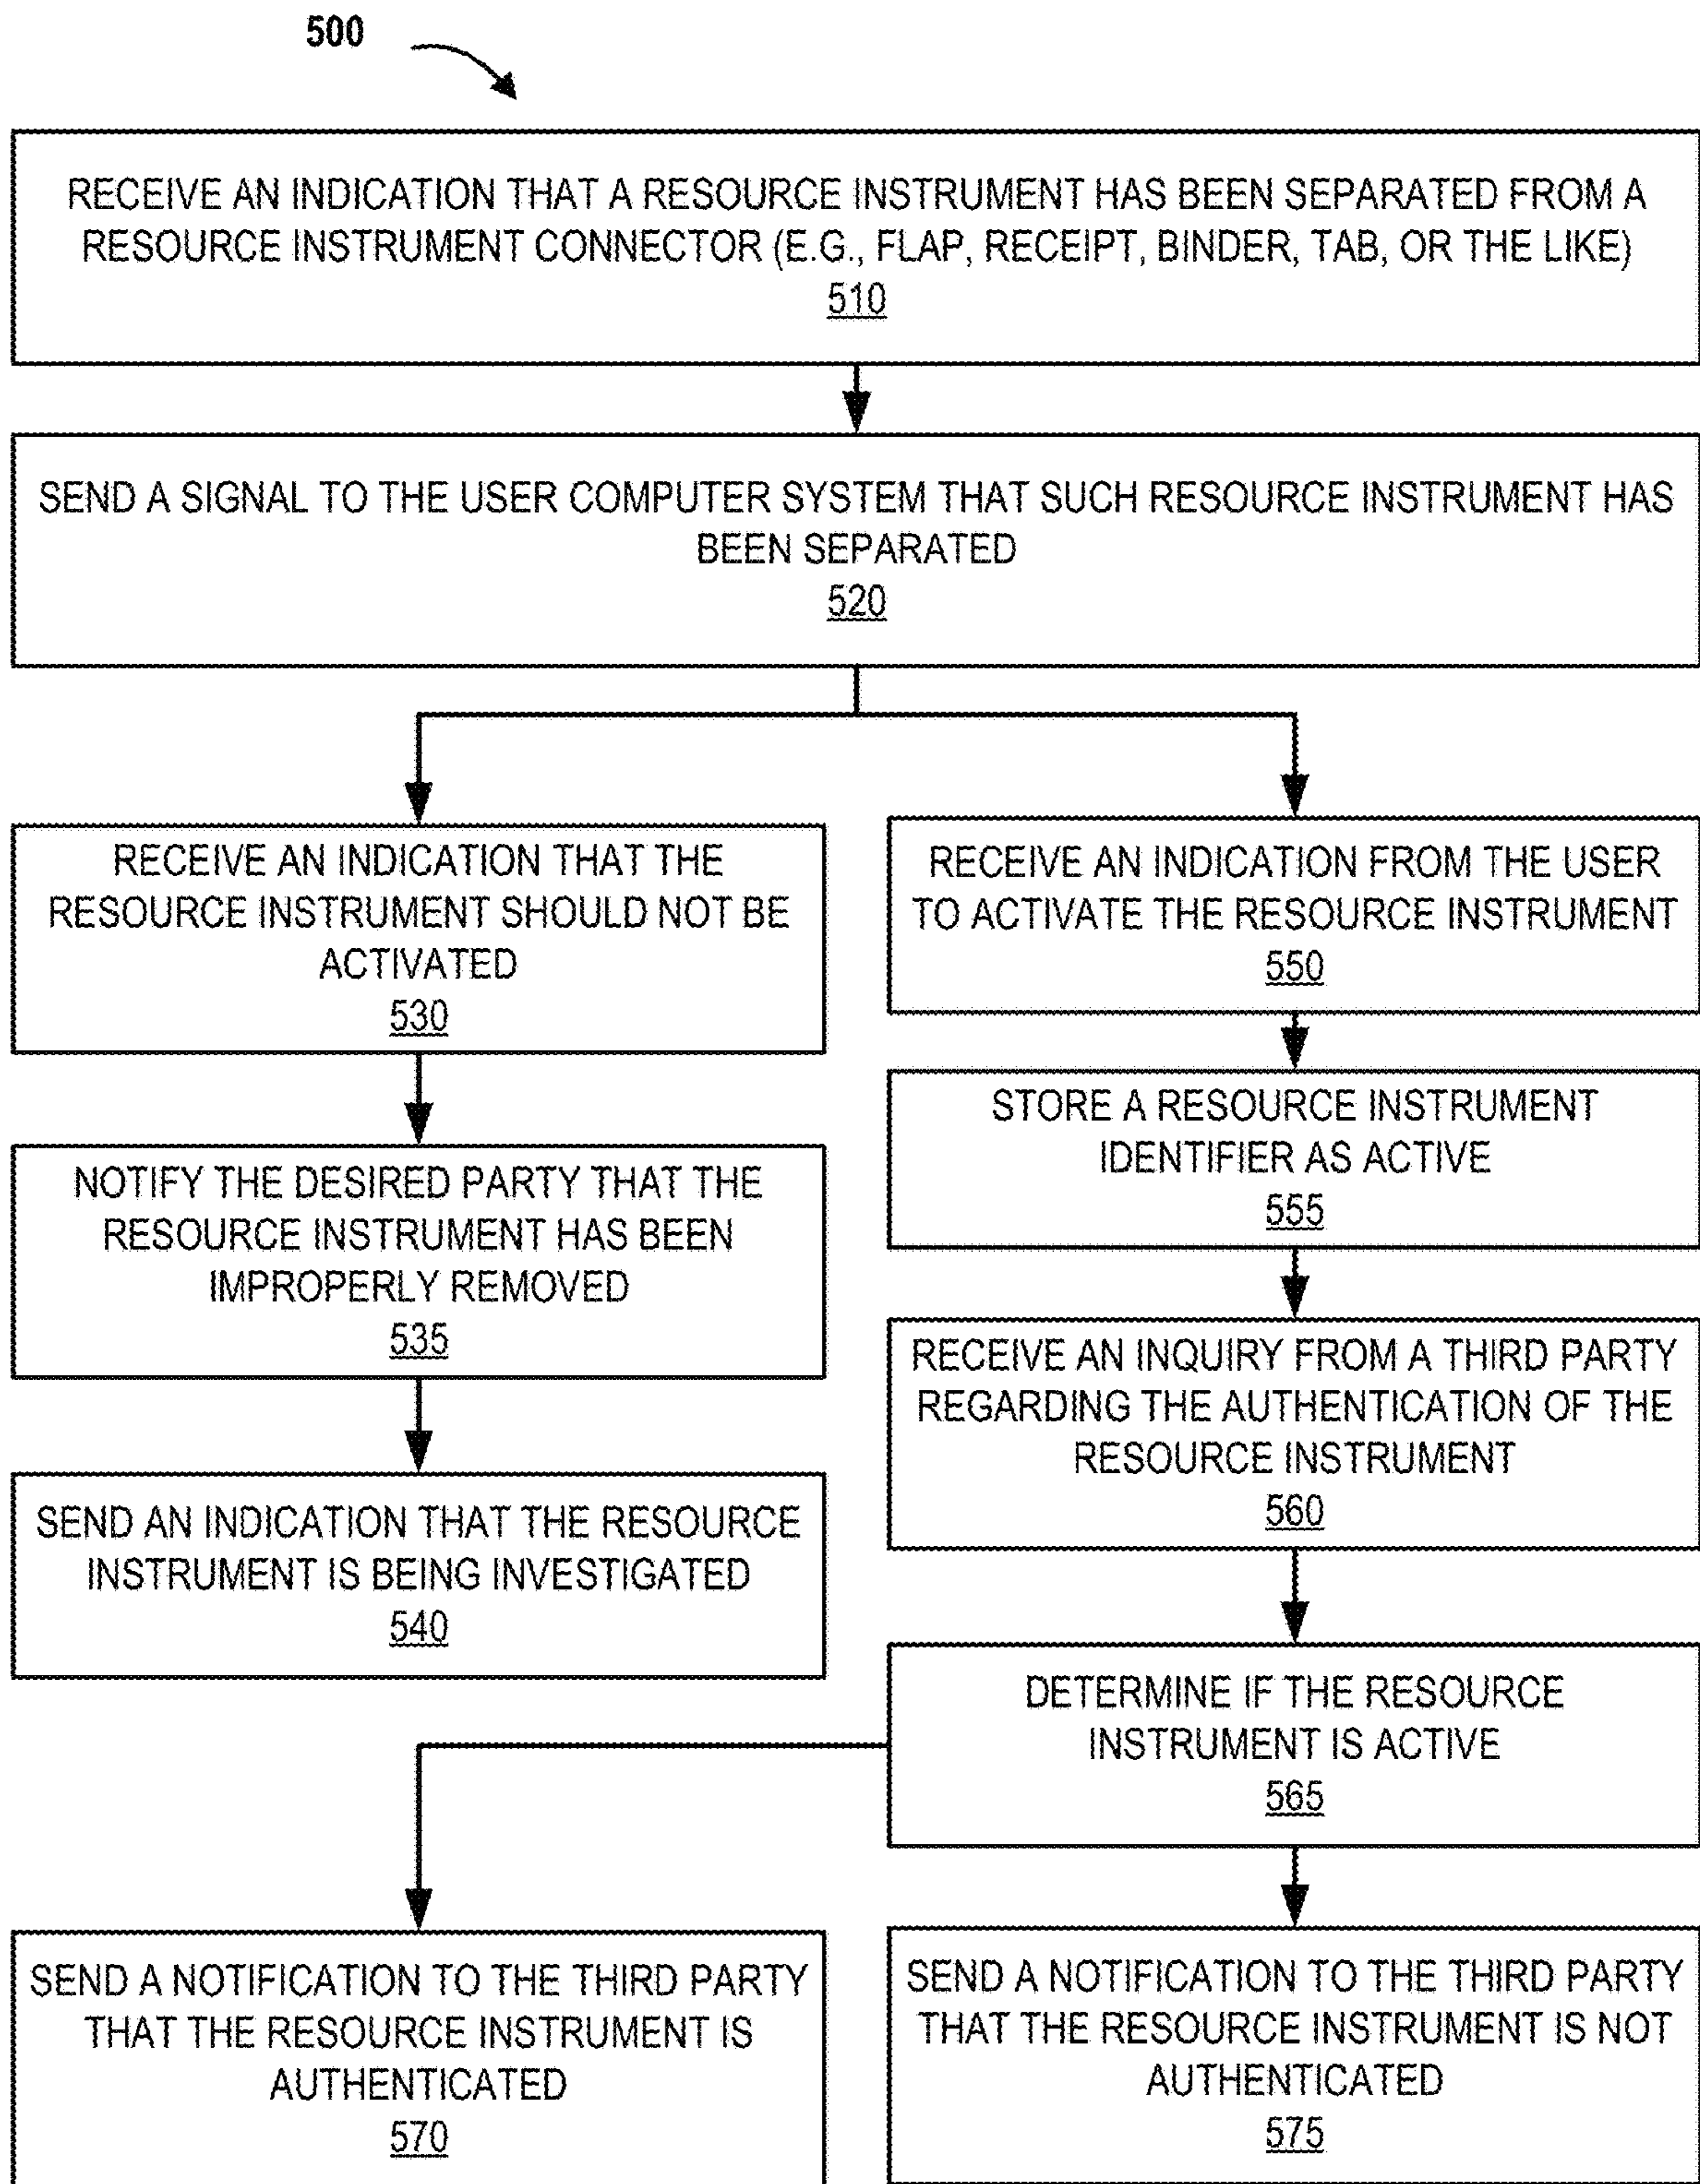 500
RECEIVE AN INDICATION THAT A RESOURCE INSTRUMENT HAS BEEN SEPARATED FROM A
RESOURCE INSTRUMENT CONNECTOR (E.G., FLAP, RECEIPT, BINDER, TAB, OR THE LIKE)
510
SEND A SIGNAL TO THE USER COMPUTER SYSTEM THAT SUCH RESOURCE INSTRUMENT HAS
BEEN SEPARATED
520
RECEIVE AN INDICATION THAT THE
RESOURCE INSTRUMENT SHOULD NOT BE
ACTIVATED
530
NOTIFY THE DESIRED PARTY THAT THE
RESOURCE INSTRUMENT HAS BEEN
IMPROPERLY REMOVED
535
SEND AN INDICATION THAT THE RESOURCE
INSTRUMENT IS BEING INVESTIGATED
540
RECEIVE AN INDICATION FROM THE USER
TO ACTIVATE THE RESOURCE INSTRUMENT
550
STORE A RESOURCE INSTRUMENT
IDENTIFIER AS ACTIVE
555
RECEIVE AN INQUIRY FROM A THIRD PARTY
REGARDING THE AUTHENTICATION OF THE
RESOURCE INSTRUMENT
560
DETERMINE IF THE RESOURCE
INSTRUMENT IS ACTIVE
565
SEND A NOTIFICATION TO THE THIRD PARTY
THAT THE RESOURCE INSTRUMENT IS
AUTHENTICATED
570
SEND A NOTIFICATION TO THE THIRD PARTY
THAT THE RESOURCE INSTRUMENT IS NOT
AUTHENTICATED
575